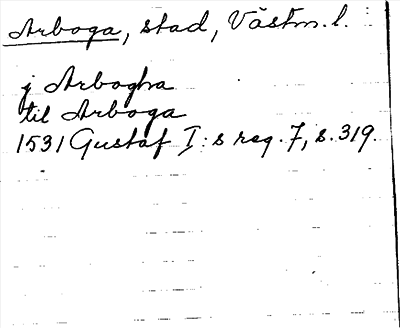 Arboga, stad, Västm. l.
j Arbogha
til Arboga
1531 Gustaf I:s reg. 7, s. 319.